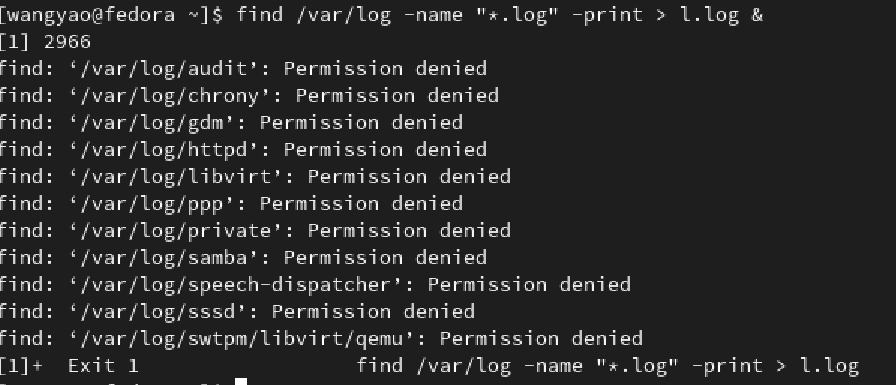 [wangyao@fedora ~]$ find /var/log -name "*.log" -print > l.log &
[1] 2966
find: ‘/var/log/audit’: Permission denied
find: ‘/var/log/chrony’: Permission denied
find: ‘/var/log/gdm’: Permission denied
find: ‘/var/log/httpd’: Permission denied
find: ‘/var/log/libvirt’: Permission denied
find: ‘/var/log/ppp’: Permission denied
find: ‘/var/log/private’: Permission denied
find: ‘/var/log/samba’: Permission denied
find: ‘/var/log/speech-dispatcher’: Permission denied
find: ‘/var/log/sssd’: Permission denied
find: ‘/var/log/swtpm/libvirt/qemu’: Permission denied
[1]+  Exit 1                  find /var/log -name "*.log" -print > l.log